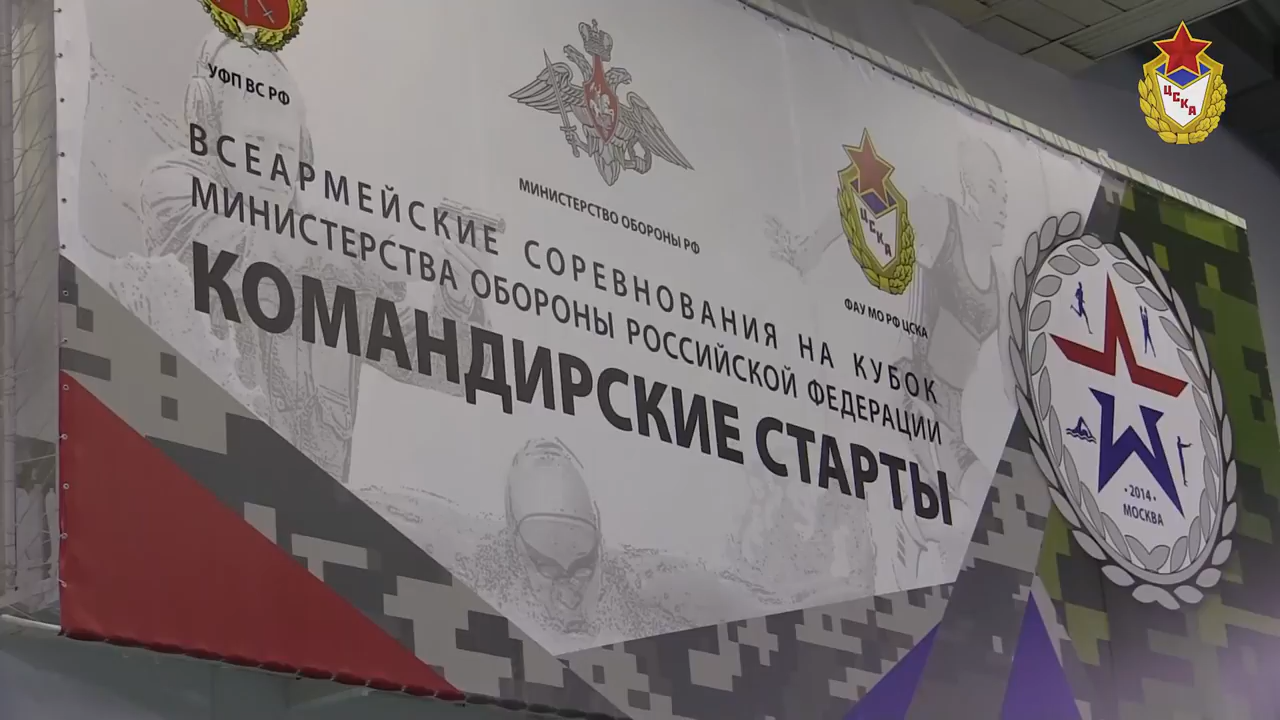 УФП ВС РФ
МИНИСТЕРСТВО ОБОРОНЫ РФ
ЦСКА
ФАУ МО РФ ЦСКА
ВСЕАРМЕЙСКИЕ СОРЕВНОВАНИЯ НА КУБОК
МИНИСТЕРСТВА ОБОРОНЫ РОССИЙСКОЙ ФЕДЕРАЦИИ
КОМАНДИРСКИЕ СТАРТЫ
· 2014 ·
МОСКВА
ЦСКА